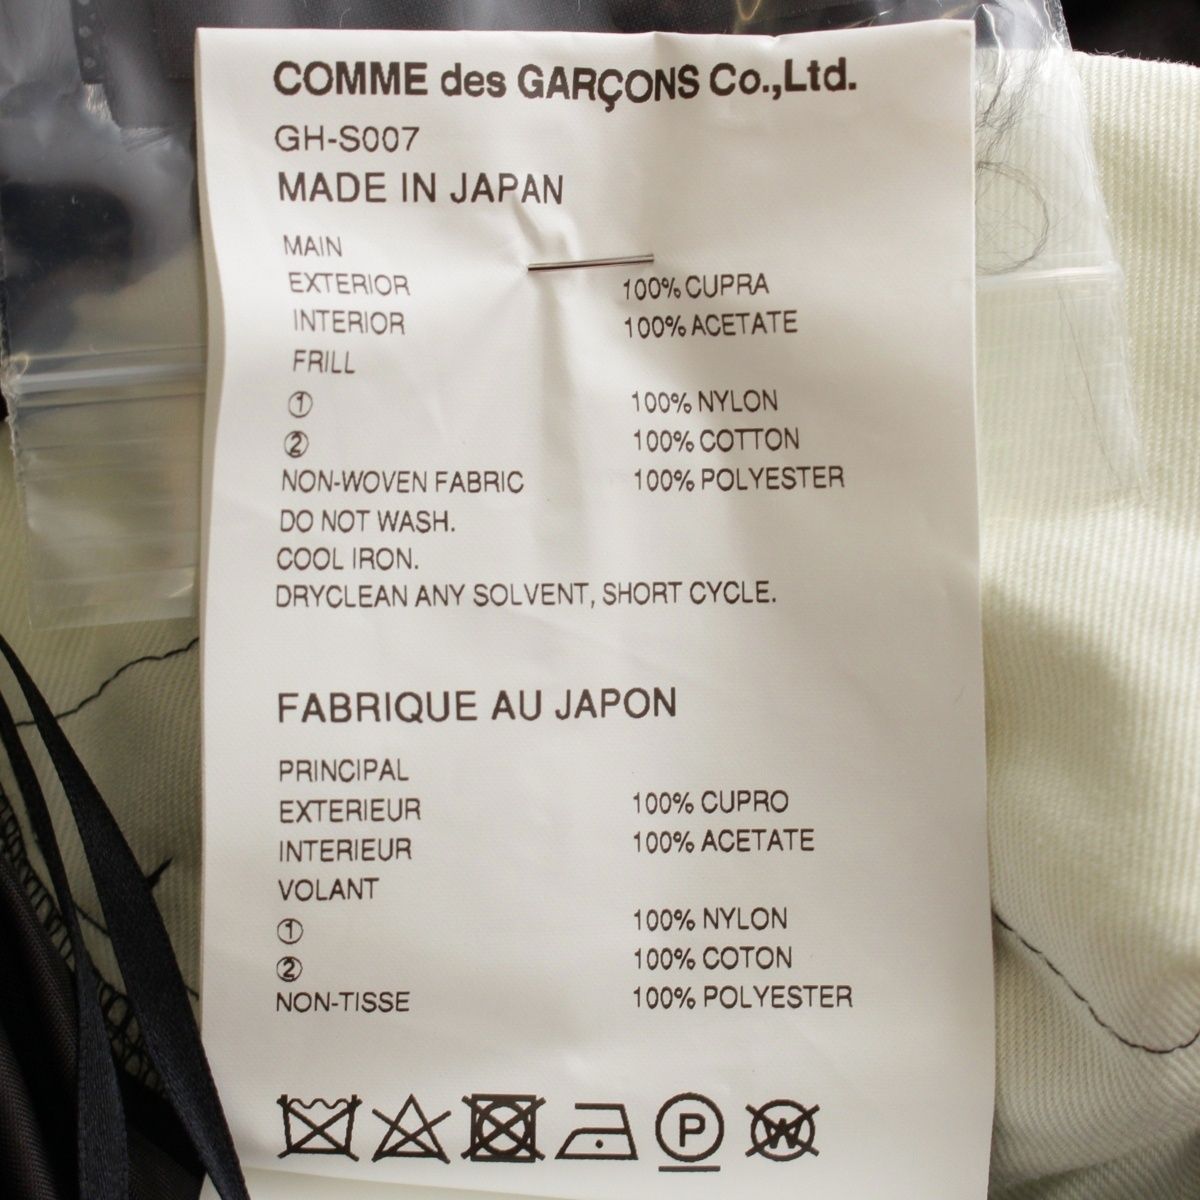 COMME des GARÇONS Co.,Ltd.
GH-S007
MADE IN JAPAN
MAIN
EXTERIOR 100% CUPRA
INTERIOR 100% ACETATE
FRILL
① 100% NYLON
② 100% COTTON
NON-WOVEN FABRIC 100% POLYESTER
DO NOT WASH.
COOL IRON.
DRYCLEAN ANY SOLVENT, SHORT CYCLE.
FABRIQUE AU JAPON
PRINCIPAL
EXTERIEUR 100% CUPRO
INTERIEUR 100% ACETATE
VOLANT
① 100% NYLON
② 100% COTON
NON-TISSE 100% POLYESTER
P W